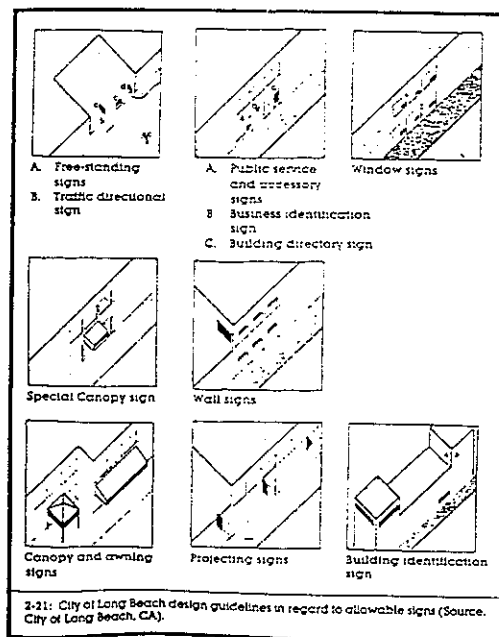 A. Free-standing signs
B. Traffic directional sign
A. Public service and accessory signs
B Business identification sign
C. Building directory sign
Window signs
Special Canopy sign
Wall signs
Canopy and awning signs
Projecting signs
Building identification sign
2-21: City of Long Beach design guidelines in regard to allowable signs (Source. City of Long Beach, CA).